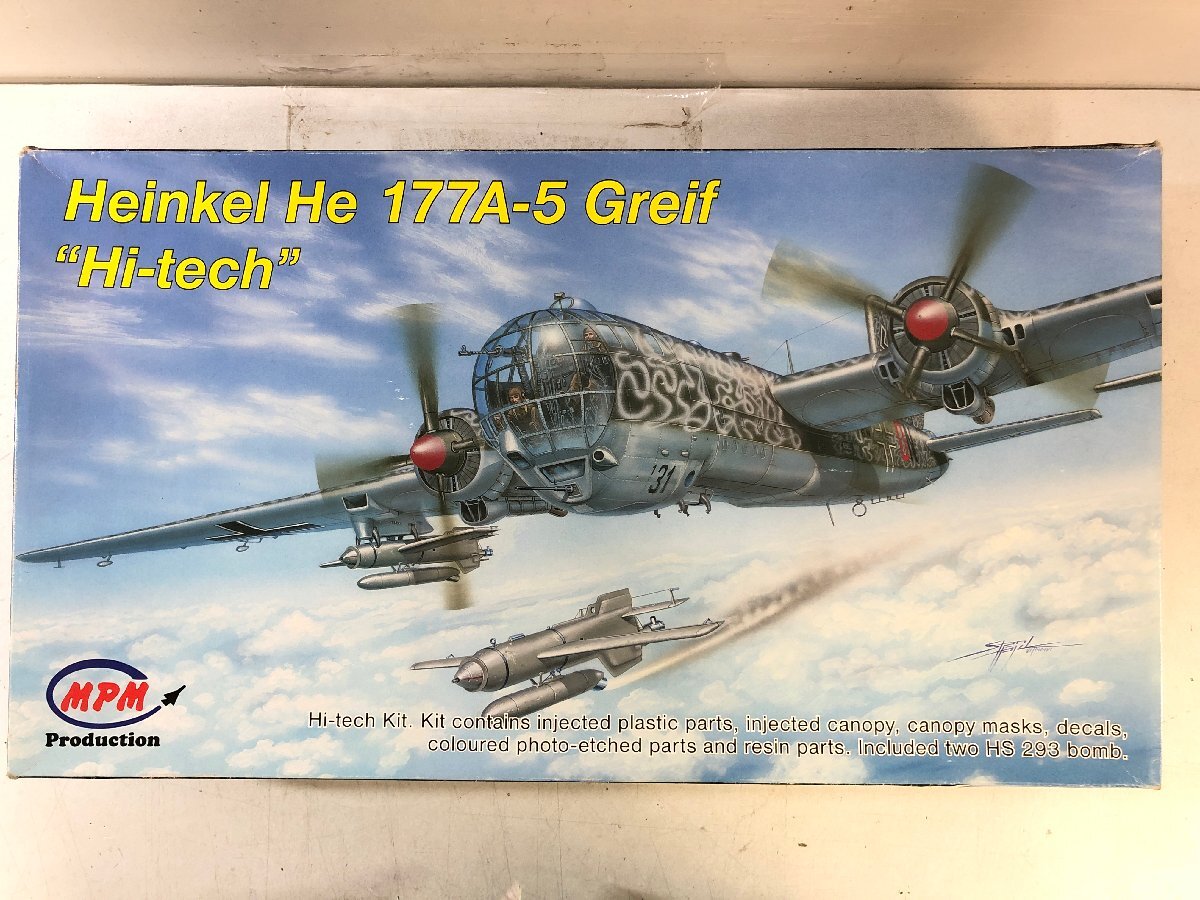 Heinkel He 177A-5 Greif
“Hi-tech”
31
MPM
Production
Hi-tech Kit. Kit contains injected plastic parts, injected canopy, canopy masks, decals,
coloured photo-etched parts and resin parts. Included two HS 293 bomb.